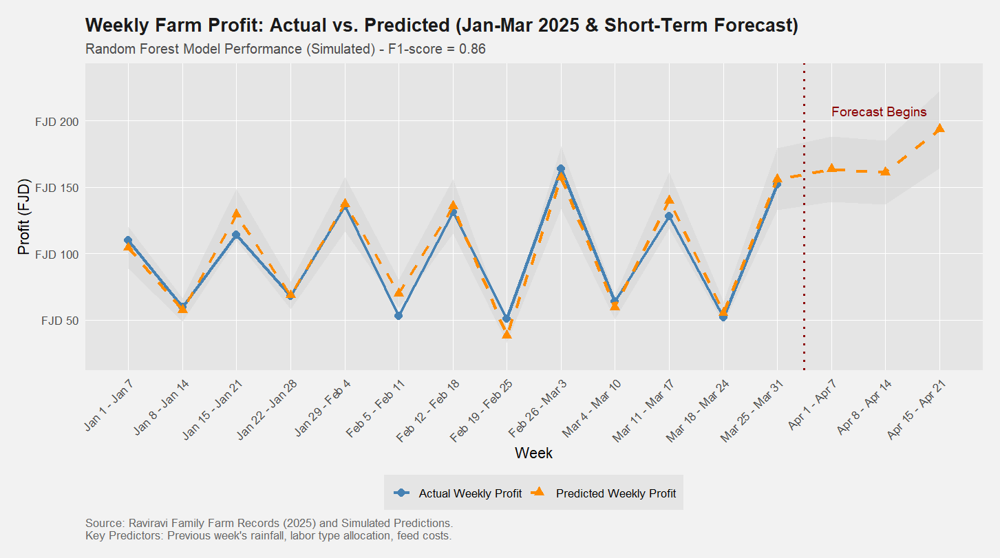 Weekly Farm Profit: Actual vs. Predicted (Jan-Mar 2025 & Short-Term Forecast)
Random Forest Model Performance (Simulated) - F1-score = 0.86
Profit (FJD)
FJD 200
FJD 150
FJD 100
FJD 50
Forecast Begins
Jan 1 - Jan 7
Jan 8 - Jan 14
Jan 15 - Jan 21
Jan 22 - Jan 28
Jan 29 - Feb 4
Feb 5 - Feb 11
Feb 12 - Feb 18
Feb 19 - Feb 25
Feb 26 - Mar 3
Mar 4 - Mar 10
Mar 11 - Mar 17
Mar 18 - Mar 24
Mar 25 - Mar 31
Apr 1 - Apr 7
Apr 8 - Apr 14
Apr 15 - Apr 21
Week
Actual Weekly Profit
Predicted Weekly Profit
Source: Raviravi Family Farm Records (2025) and Simulated Predictions.
Key Predictors: Previous week's rainfall, labor type allocation, feed costs.